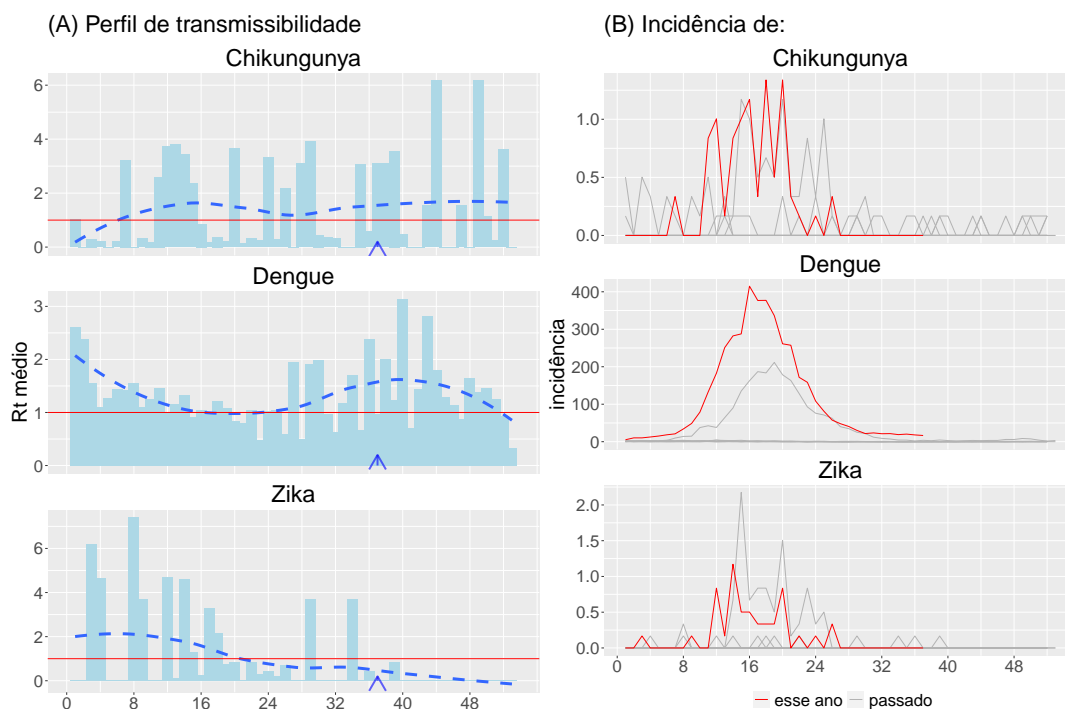 (A) Perfil de transmissibilidade
Chikungunya
6
4
2
0
Dengue
3
2
1
0
Rt médio
Zika
6
4
2
0
0 8 16 24 32 40 48
(B) Incidência de:
Chikungunya
1.0
0.5
0.0
Dengue
400
300
200
100
0
incidência
Zika
2.0
1.5
1.0
0.5
0.0
0 8 16 24 32 40 48
esse ano passado